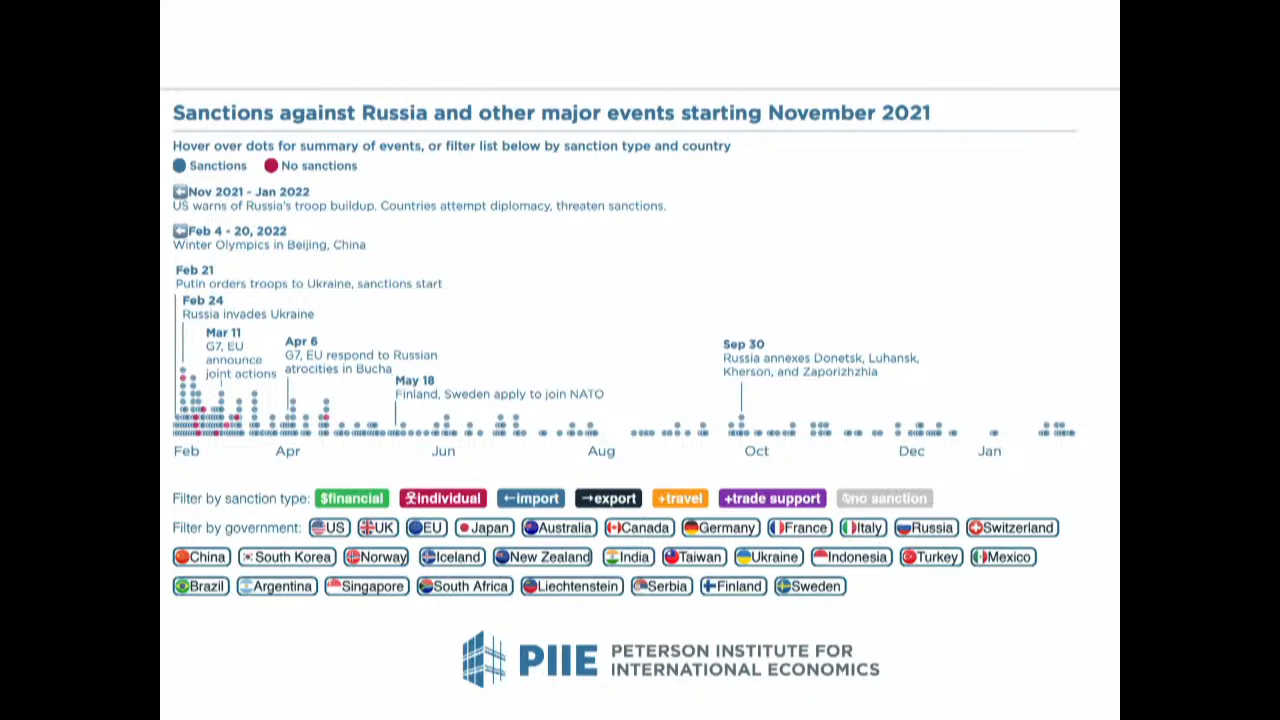 Sanctions against Russia and other major events starting November 2021
Hover over dots for summary of events, or filter list below by sanction type and country
Sanctions No sanctions
Nov 2021 - Jan 2022
US warns of Russia's troop buildup. Countries attempt diplomacy, threaten sanctions.
Feb 4 - 20, 2022
Winter Olympics in Beijing, China
Feb 21
Putin orders troops to Ukraine, sanctions start
Feb 24
Russia invades Ukraine
Mar 11
G7, EU
announce
joint actions
Apr 6
G7, EU respond to Russian
atrocities in Bucha
May 18
Finland, Sweden apply to join NATO
Sep 30
Russia annexes Donetsk, Luhansk,
Kherson, and Zaporizhzhia
Feb Apr Jun Aug Oct Dec Jan
Filter by sanction type: $financial individual ←import →export travel +trade support no sanction
Filter by government: US UK EU Japan Australia Canada Germany France Italy Russia Switzerland
China South Korea Norway Iceland New Zealand India Taiwan Ukraine Indonesia Turkey Mexico
Brazil Argentina Singapore South Africa Liechtenstein Serbia Finland Sweden
PIIE PETERSON INSTITUTE FOR
INTERNATIONAL ECONOMICS